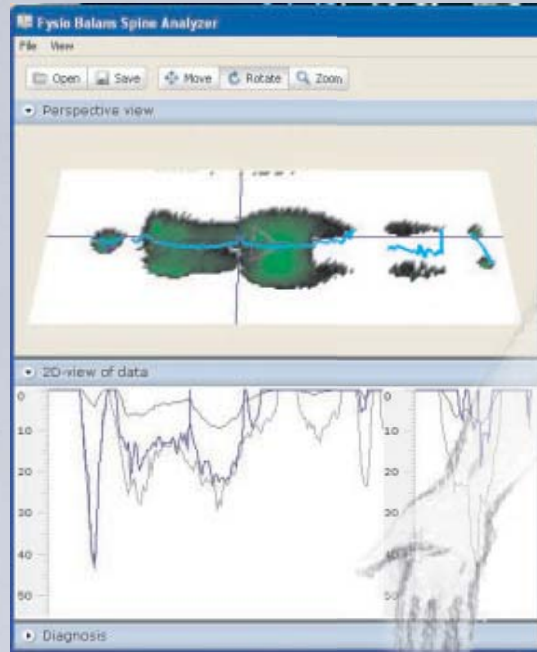 Fysio Balans Spine Analyzer
File View
Open Save Move Rotate Zoom
Perspective view
2D-view of data
0 0
10 10
20 20
30 30
40 40
50 50
Diagnosis